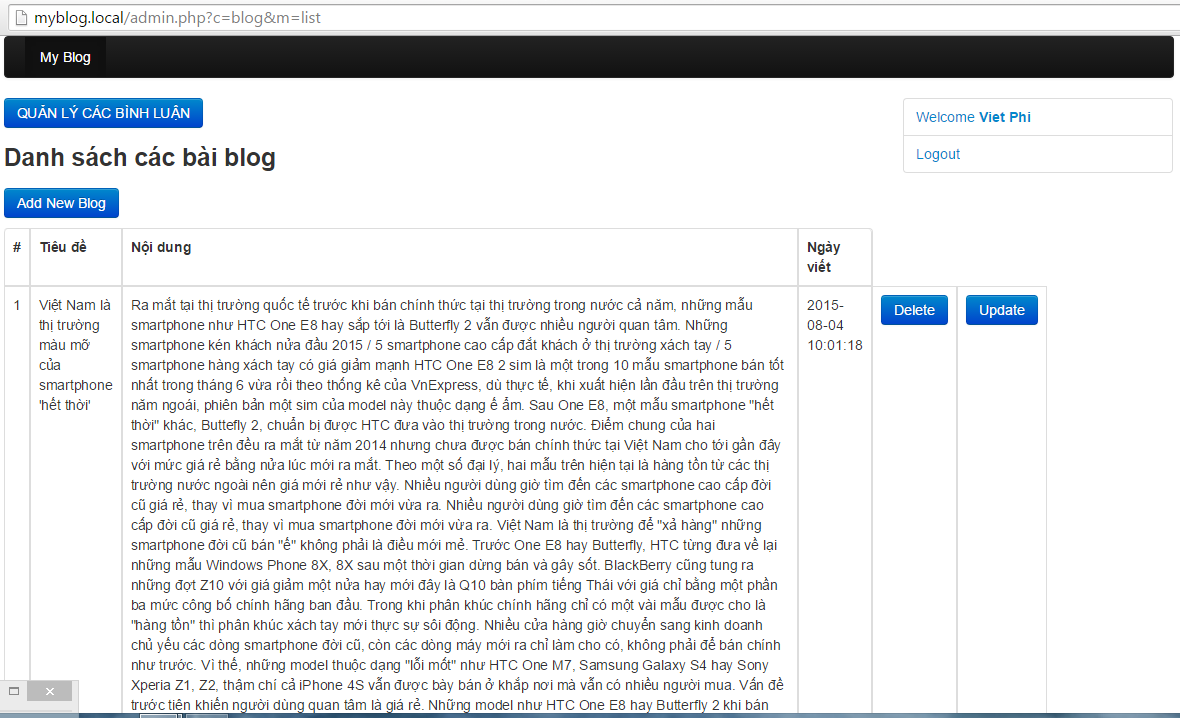 myblog.local/admin.php?c=blog&m=list
My Blog
QUẢN LÝ CÁC BÌNH LUẬN
Welcome Viet Phi
Danh sách các bài blog
Logout
Add New Blog
# Tiêu đề Nội dung Ngày viết
1
Việt Nam là
thị trường
màu mỡ
của
smartphone
'hết thời'
Ra mắt tại thị trường quốc tế trước khi bán chính thức tại thị trường trong nước cả năm, những mẫu
smartphone như HTC One E8 hay sắp tới là Butterfly 2 vẫn được nhiều người quan tâm. Những
smartphone kén khách nửa đầu 2015 / 5 smartphone cao cấp đắt khách ở thị trường xách tay / 5
smartphone hàng xách tay có giá giảm mạnh HTC One E8 2 sim là một trong 10 mẫu smartphone bán tốt
nhất trong tháng 6 vừa rồi theo thống kê của VnExpress, dù thực tế, khi xuất hiện lần đầu trên thị trường
năm ngoái, phiên bản một sim của model này thuộc dạng ế ẩm. Sau One E8, một mẫu smartphone "hết
thời" khác, Buttefly 2, chuẩn bị được HTC đưa vào thị trường trong nước. Điểm chung của hai
smartphone trên đều ra mắt từ năm 2014 nhưng chưa được bán chính thức tại Việt Nam cho tới gần đây
với mức giá rẻ bằng nửa lúc mới ra mắt. Theo một số đại lý, hai mẫu trên hiện tại là hàng tồn từ các thị
trường nước ngoài nên giá mới rẻ như vậy. Nhiều người dùng giờ tìm đến các smartphone cao cấp đời
cũ giá rẻ, thay vì mua smartphone đời mới vừa ra. Nhiều người dùng giờ tìm đến các smartphone cao
cấp đời cũ giá rẻ, thay vì mua smartphone đời mới vừa ra. Việt Nam là thị trường để "xả hàng" những
smartphone đời cũ bán "ế" không phải là điều mới mẻ. Trước One E8 hay Butterfly, HTC từng đưa về lại
những mẫu Windows Phone 8X, 8X sau một thời gian dừng bán và gây sốt. BlackBerry cũng tung ra
những đợt Z10 với giá giảm một nửa hay mới đây là Q10 bàn phím tiếng Thái với giá chỉ bằng một phần
ba mức công bố chính hãng ban đầu. Trong khi phân khúc chính hãng chỉ có một vài mẫu được cho là
"hàng tồn" thì phân khúc xách tay mới thực sự sôi động. Nhiều cửa hàng giờ chuyển sang kinh doanh
chủ yếu các dòng smartphone đời cũ, còn các dòng máy mới ra chỉ làm cho có, không phải để bán chính
như trước. Vì thế, những model thuộc dạng "lỗi mốt" như HTC One M7, Samsung Galaxy S4 hay Sony
Xperia Z1, Z2, thậm chí cả iPhone 4S vẫn được bày bán ở khắp nơi mà vẫn có nhiều người mua. Vấn đề
trước tiên khiến người dùng quan tâm là giá rẻ. Những model như HTC One E8 hay Butterfly 2 khi bán
2015-
08-04
10:01:18
Delete
Update